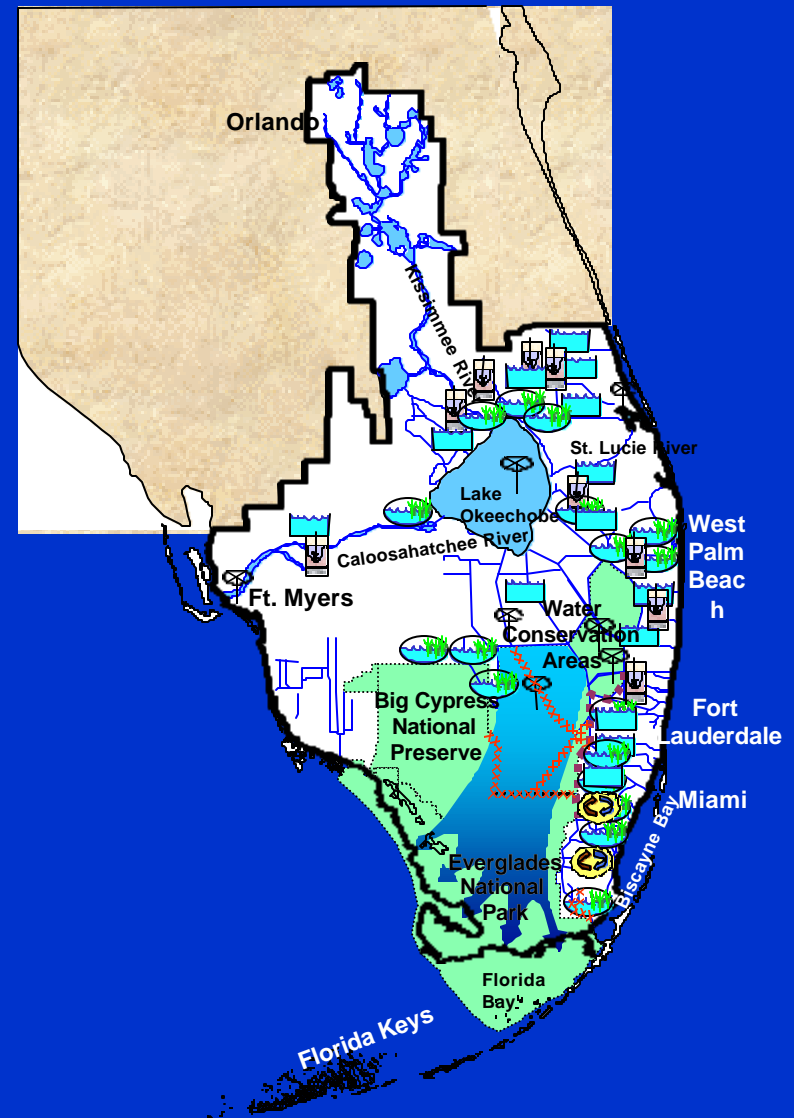 Orlando
Kissimmee River
St. Lucie River
Lake
Okeechobe
Caloosahatchee River
West
Palm
Beac
h
Ft. Myers
Water
Conservation
Areas
Big Cypress
National
Preserve
Fort
Lauderdale
Miami
Biscayne Bay
Everglades
National
Park
Florida
Bay
Florida Keys